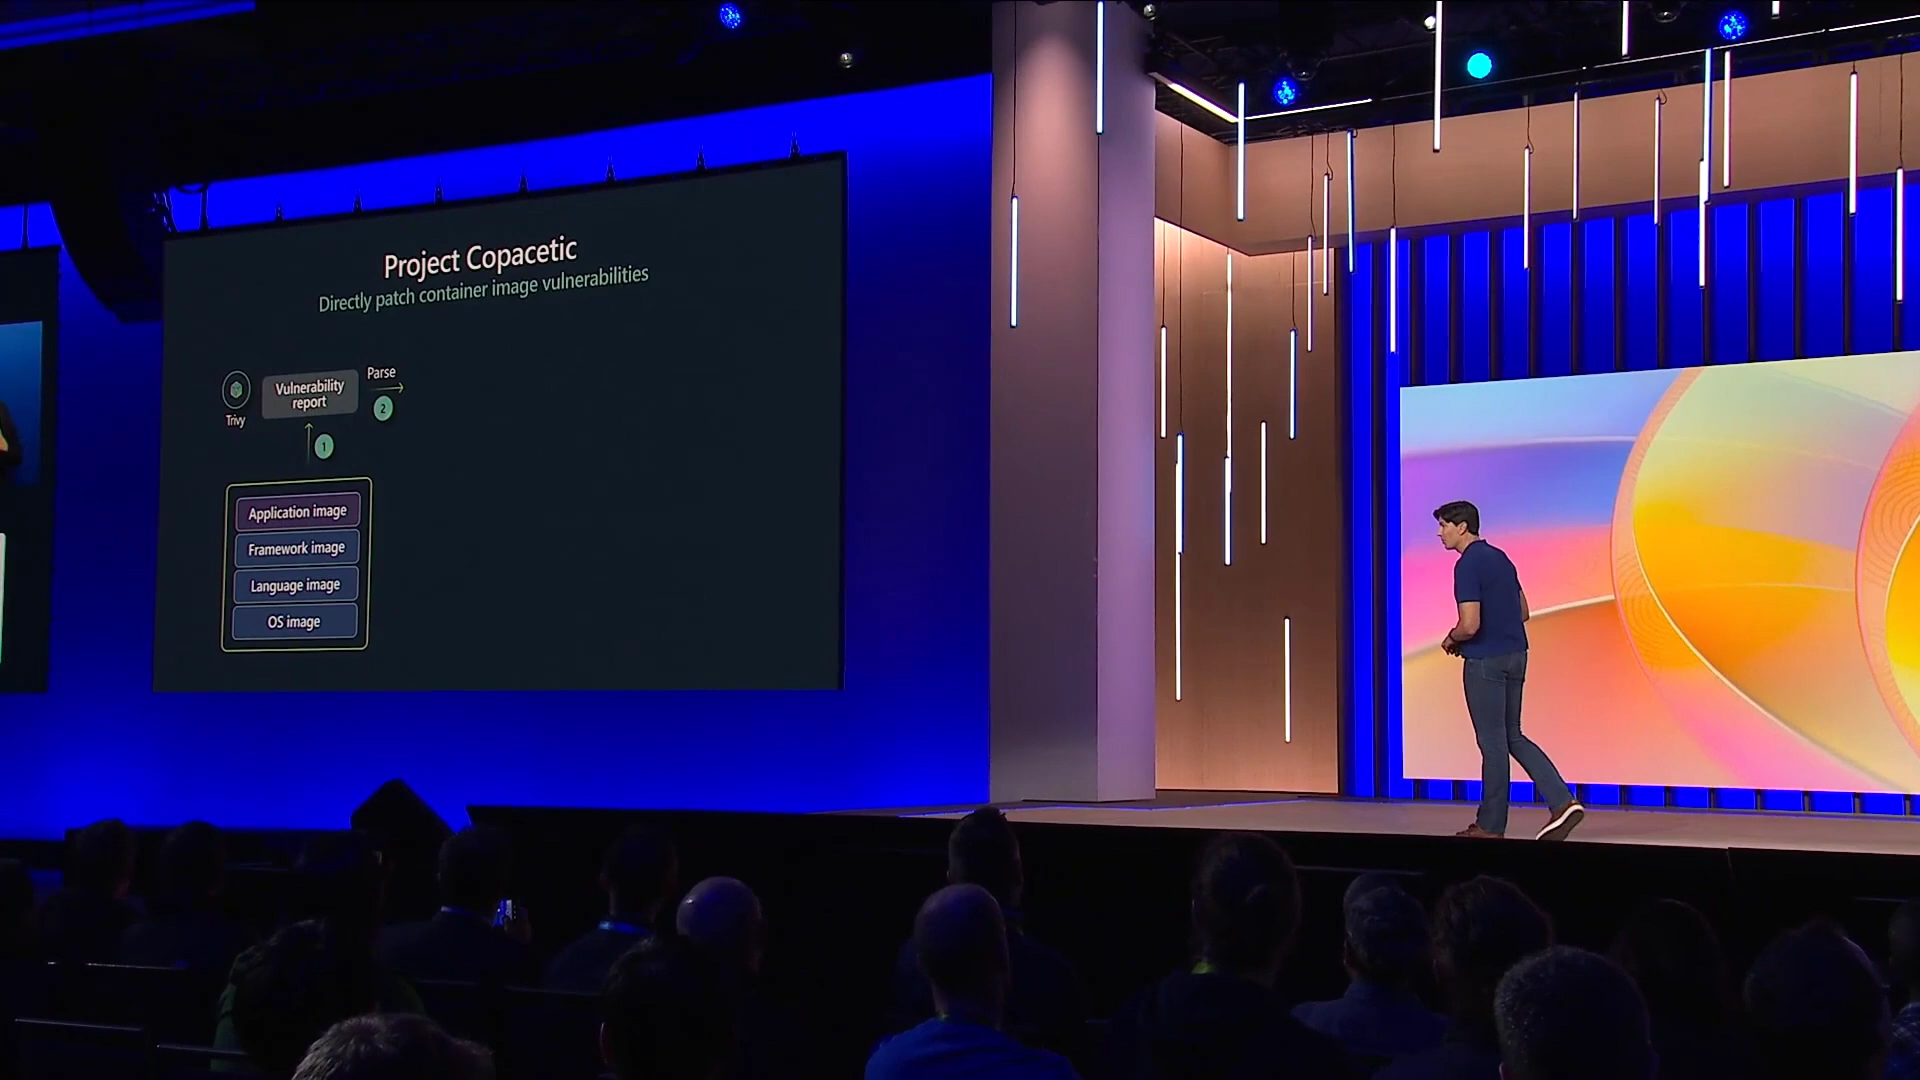 Project Copacetic
Directly patch container image vulnerabilities
Trivy
Vulnerability
report
Parse
2
1
Application image
Framework image
Language image
OS image